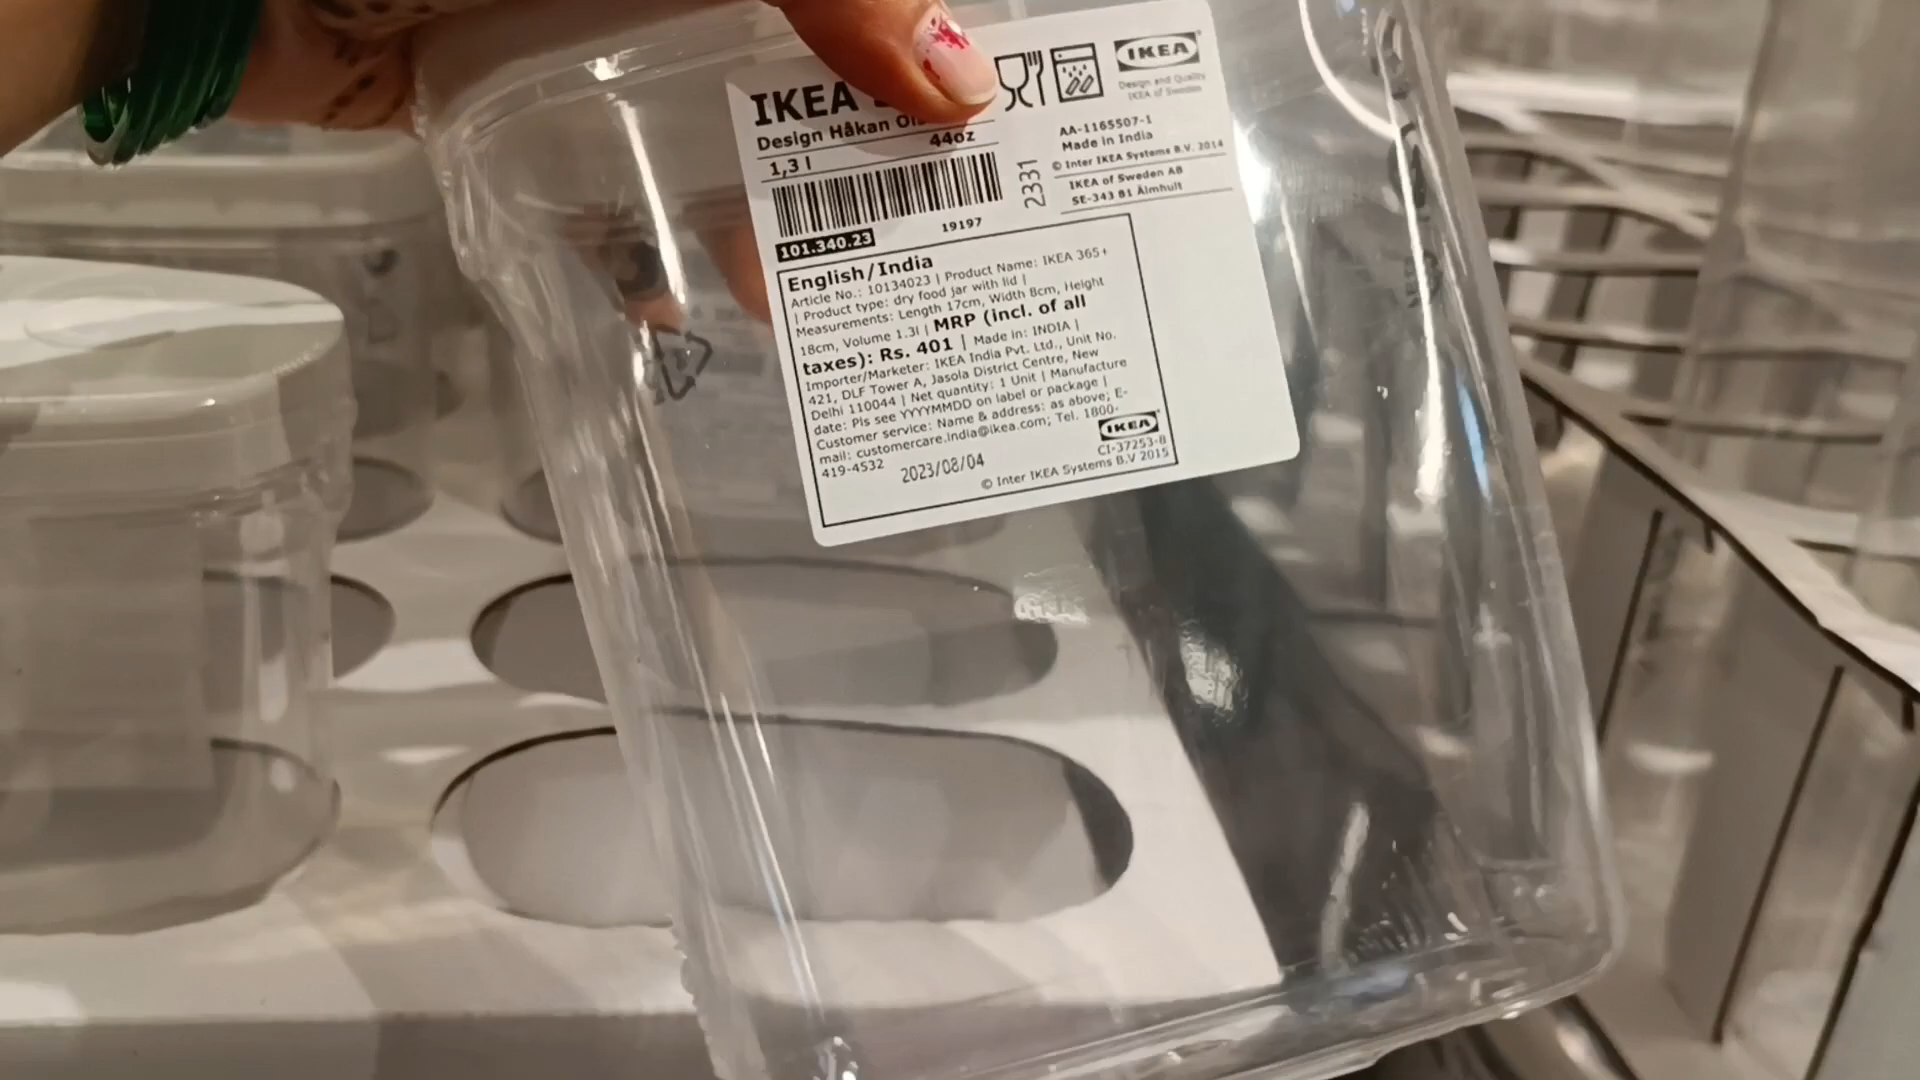 IKEA
Design Håkan
1,3 l 44oz
101.340.23
19197
2331
IKEA
Design and Quality
IKEA of Sweden
AA-1165507-1
Made in India
© Inter IKEA Systems B.V. 2014
IKEA of Sweden AB
SE-343 81 Älmhult
English/India
Article No.: 10134023 | Product Name: IKEA 365+
| Product type: dry food jar with lid |
Measurements: Length 17cm, Width 8cm, Height
18cm, Volume 1.3l | MRP (incl. of all
taxes): Rs. 401 | Made in: INDIA |
Importer/Marketer: IKEA India Pvt. Ltd., Unit No.
421, DLF Tower A, Jasola District Centre, New
Delhi 110044 | Net quantity: 1 Unit | Manufacture
date: Pls see YYYYMMDD on label or package |
Customer service: Name & address: as above; E-
mail: customercare.india@ikea.com; Tel. 1800-
419-4532
2023/08/04
IKEA
CI-37253-8
© Inter IKEA Systems B.V 2015